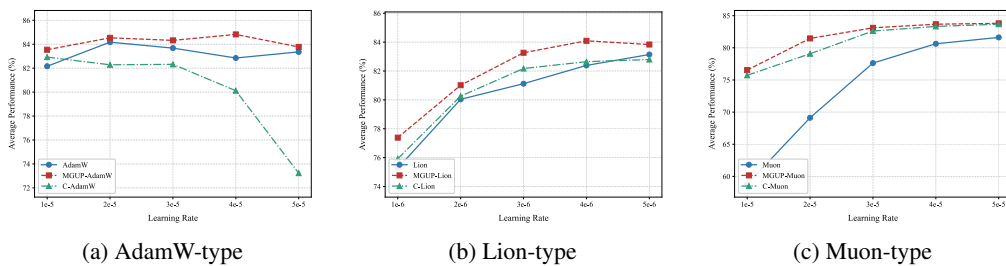 86
84
82
80
78
76
74
72
Average Performance (%)
AdamW
MGUP-AdamW
C-AdamW
1e-5
2e-5
3e-5
4e-5
5e-5
Learning Rate
(a) AdamW-type
86
84
82
80
78
76
74
Average Performance (%)
Lion
MGUP-Lion
C-Lion
1e-6
2e-6
3e-6
4e-6
5e-6
Learning Rate
(b) Lion-type
85
80
75
70
65
60
Average Performance (%)
Muon
MGUP-Muon
C-Muon
1e-5
2e-5
3e-5
4e-5
5e-5
Learning Rate
(c) Muon-type